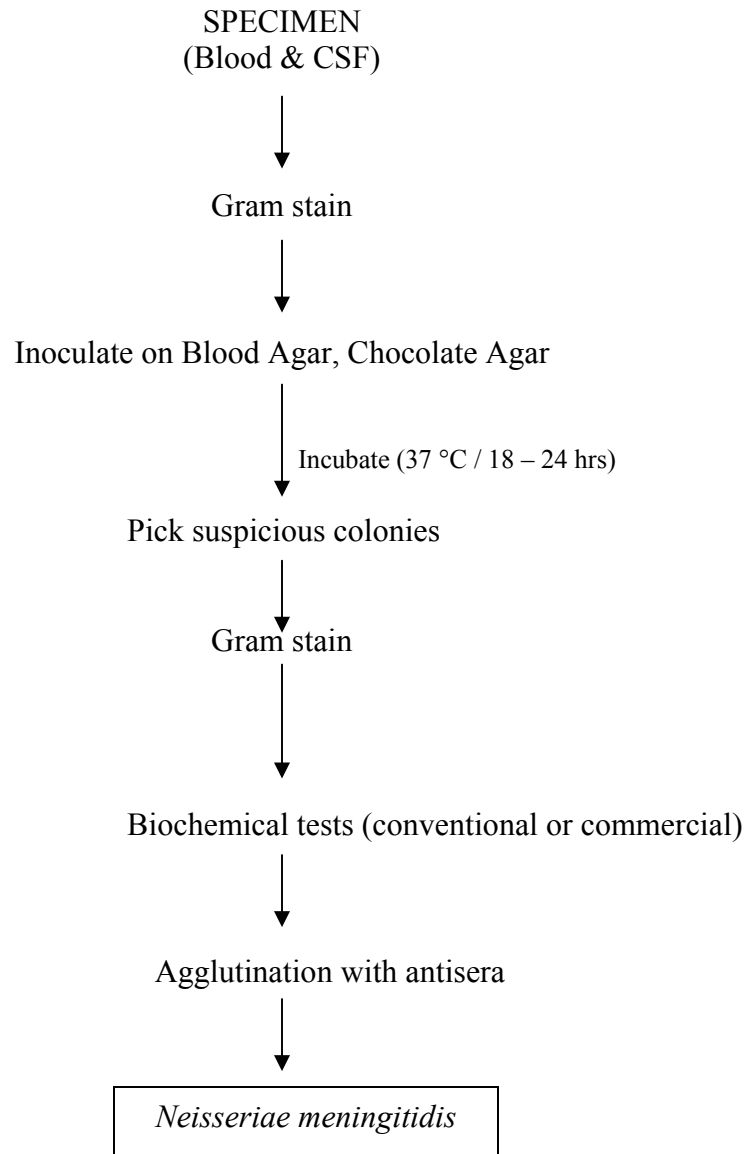 SPECIMEN
(Blood & CSF)
Gram stain
Inoculate on Blood Agar, Chocolate Agar
Incubate (37 °C / 18 – 24 hrs)
Pick suspicious colonies
Gram stain
Biochemical tests (conventional or commercial)
Agglutination with antisera
Neisseriae meningitidis